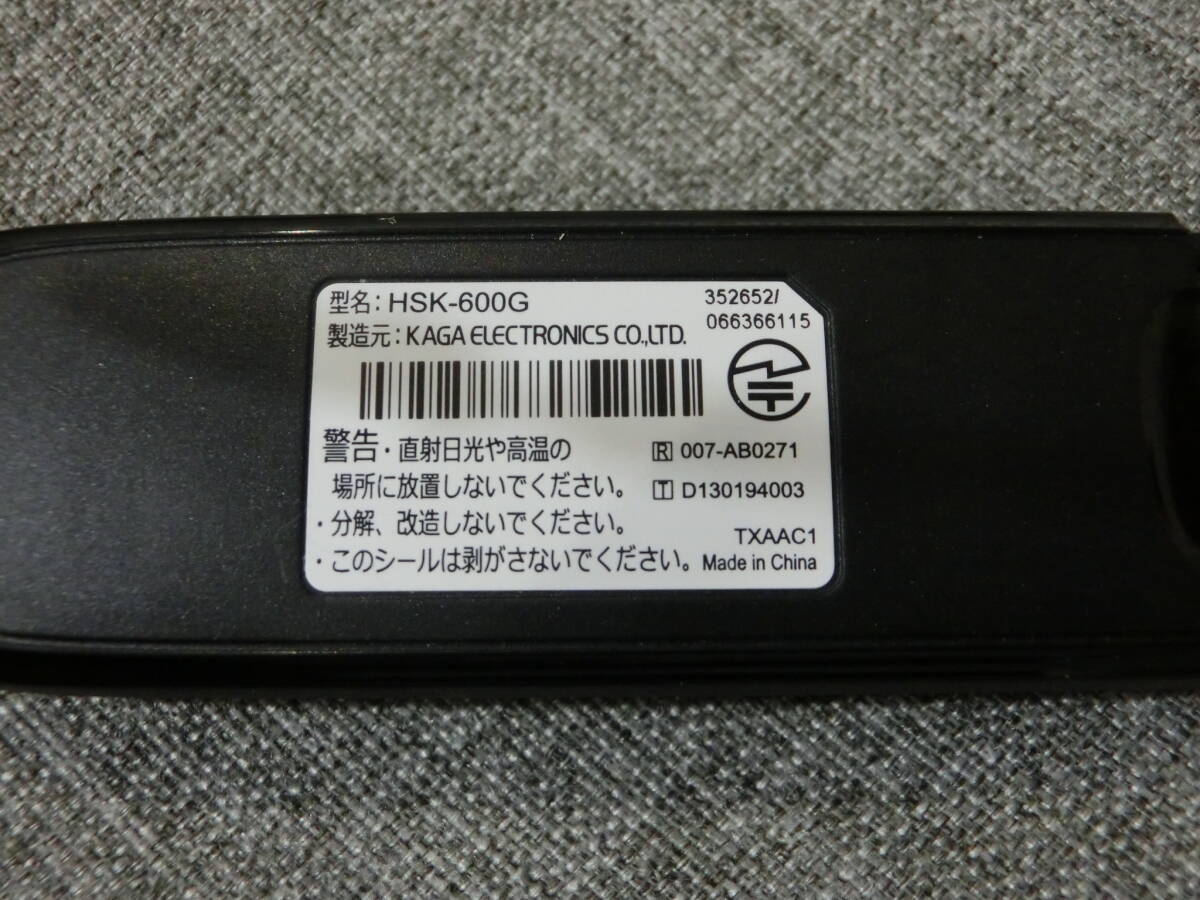 型名：HSK-600G
352652/
066366115
製造元：KAGA ELECTRONICS CO.,LTD.
警告・直射日光や高温の
場所に放置しないでください。
・分解、改造しないでください。
・このシールは剥がさないでください。
R 007-AB0271
T D130194003
TXAAC1
Made in China